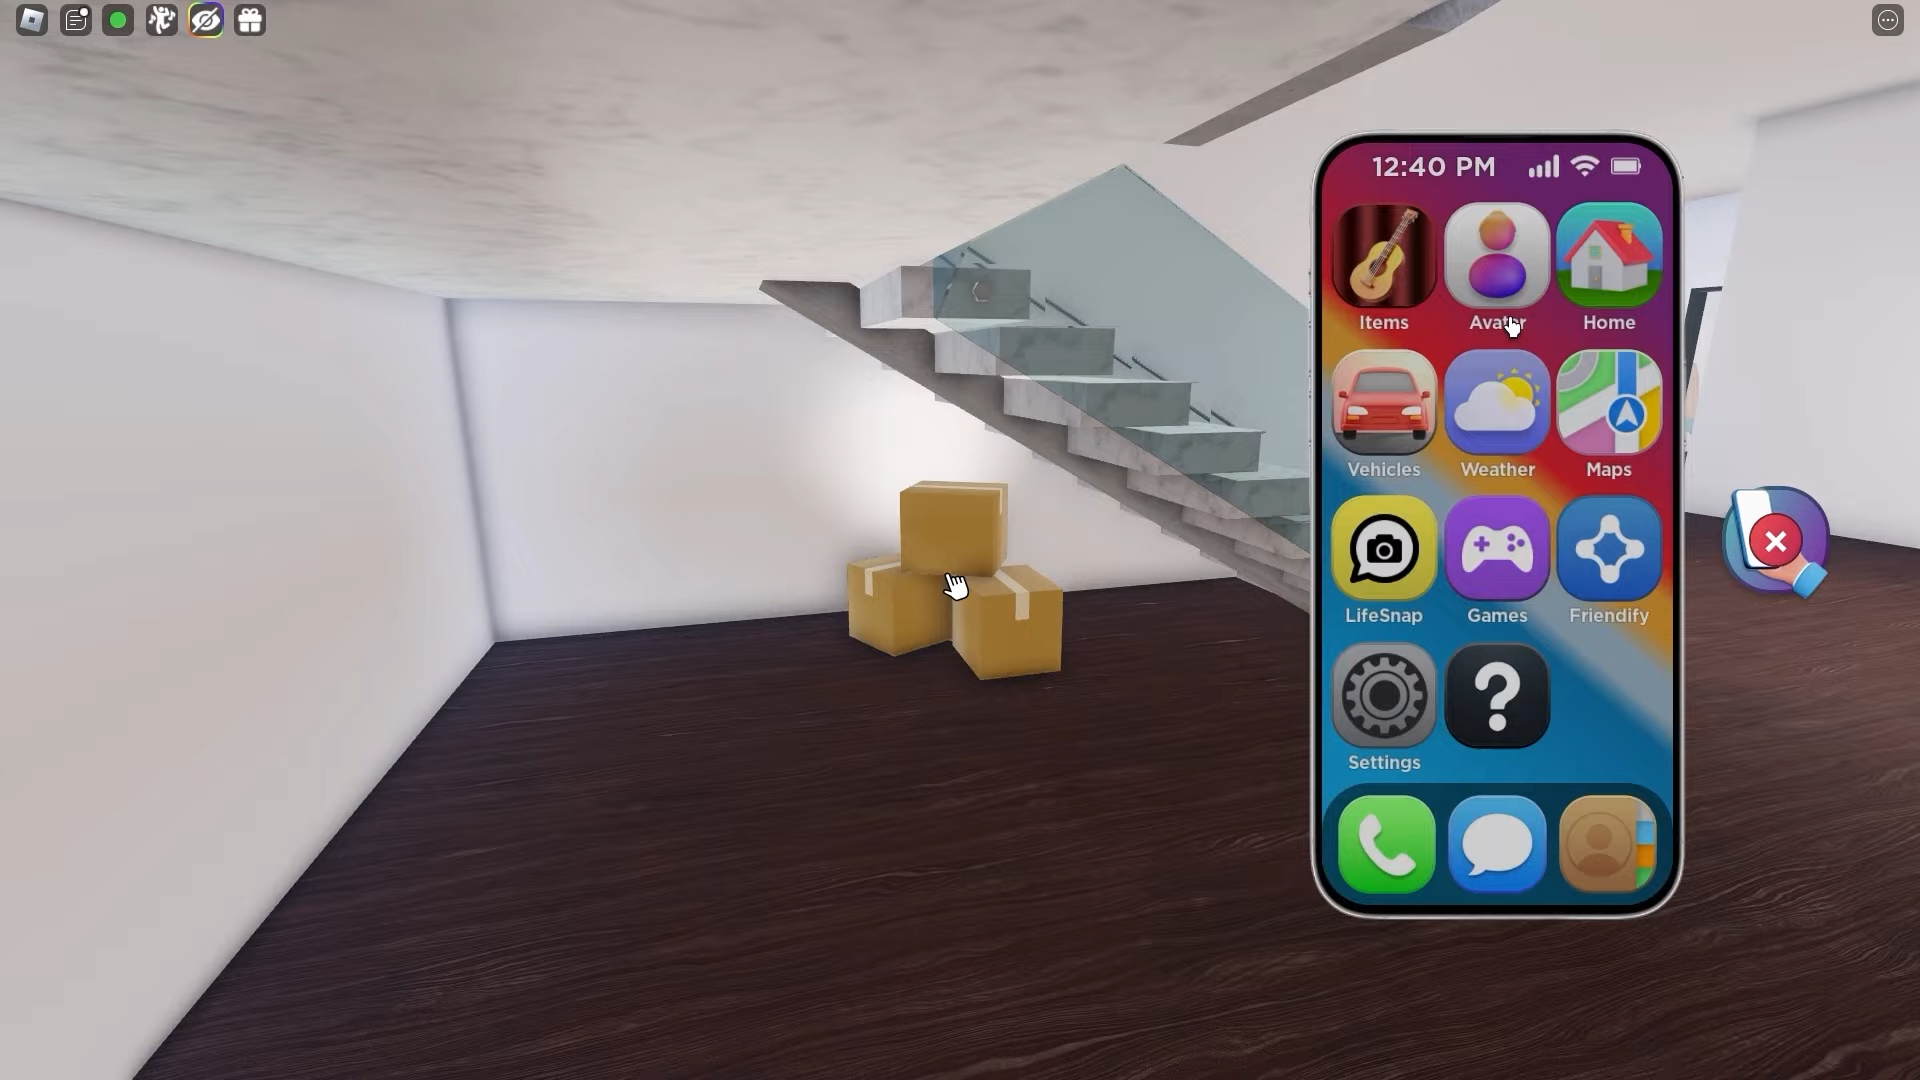 12:40 PM
Items
Avatar
Home
Vehicles
Weather
Maps
LifeSnap
Games
Friendify
?
Settings